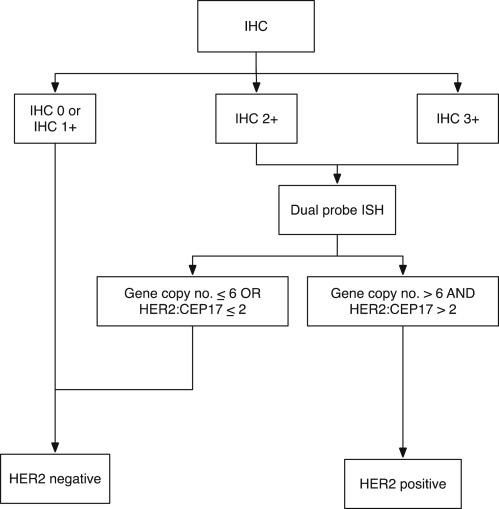 IHC
IHC 0 or
IHC 1+
IHC 2+
IHC 3+
Dual probe ISH
Gene copy no. ≤ 6 OR
HER2:CEP17 ≤ 2
Gene copy no. > 6 AND
HER2:CEP17 > 2
HER2 negative
HER2 positive